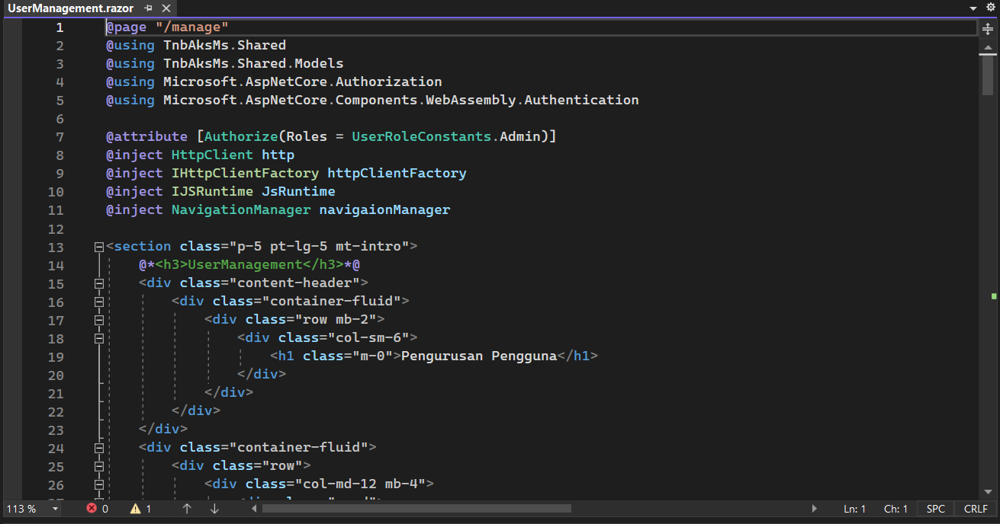 UserManagement.razor
1 @page "/manage"
2 @using TnbAksMs.Shared
3 @using TnbAksMs.Shared.Models
4 @using Microsoft.AspNetCore.Authorization
5 @using Microsoft.AspNetCore.Components.WebAssembly.Authentication
6
7 @attribute [Authorize(Roles = UserRoleConstants.Admin)]
8 @inject HttpClient http
9 @inject IHttpClientFactory httpClientFactory
10 @inject IJSRuntime JsRuntime
11 @inject NavigationManager navigaionManager
12
13 <section class="p-5 pt-lg-5 mt-intro">
14 @*<h3>UserManagement</h3>*@
15 <div class="content-header">
16 <div class="container-fluid">
17 <div class="row mb-2">
18 <div class="col-sm-6">
19 <h1 class="m-0">Pengurusan Pengguna</h1>
20 </div>
21 </div>
22 </div>
23 </div>
24 <div class="container-fluid">
25 <div class="row">
26 <div class="col-md-12 mb-4">
113 % 0 1 Ln: 1 Ch: 1 SPC CRLF